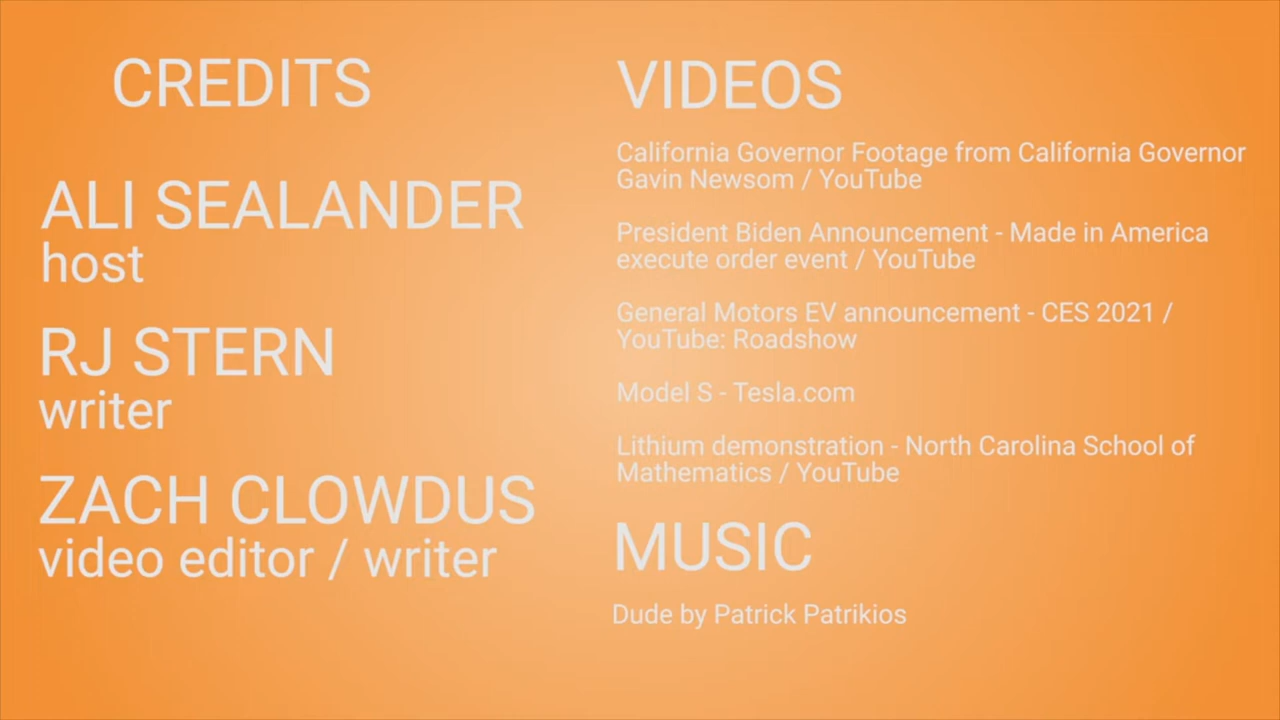 CREDITS
ALI SEALANDER
host
RJ STERN
writer
ZACH CLOWDUS
video editor / writer
VIDEOS
California Governor Footage from California Governor
Gavin Newsom / YouTube
President Biden Announcement - Made in America
execute order event / YouTube
General Motors EV announcement - CES 2021 /
YouTube: Roadshow
Model S - Tesla.com
Lithium demonstration - North Carolina School of
Mathematics / YouTube
MUSIC
Dude by Patrick Patrikios